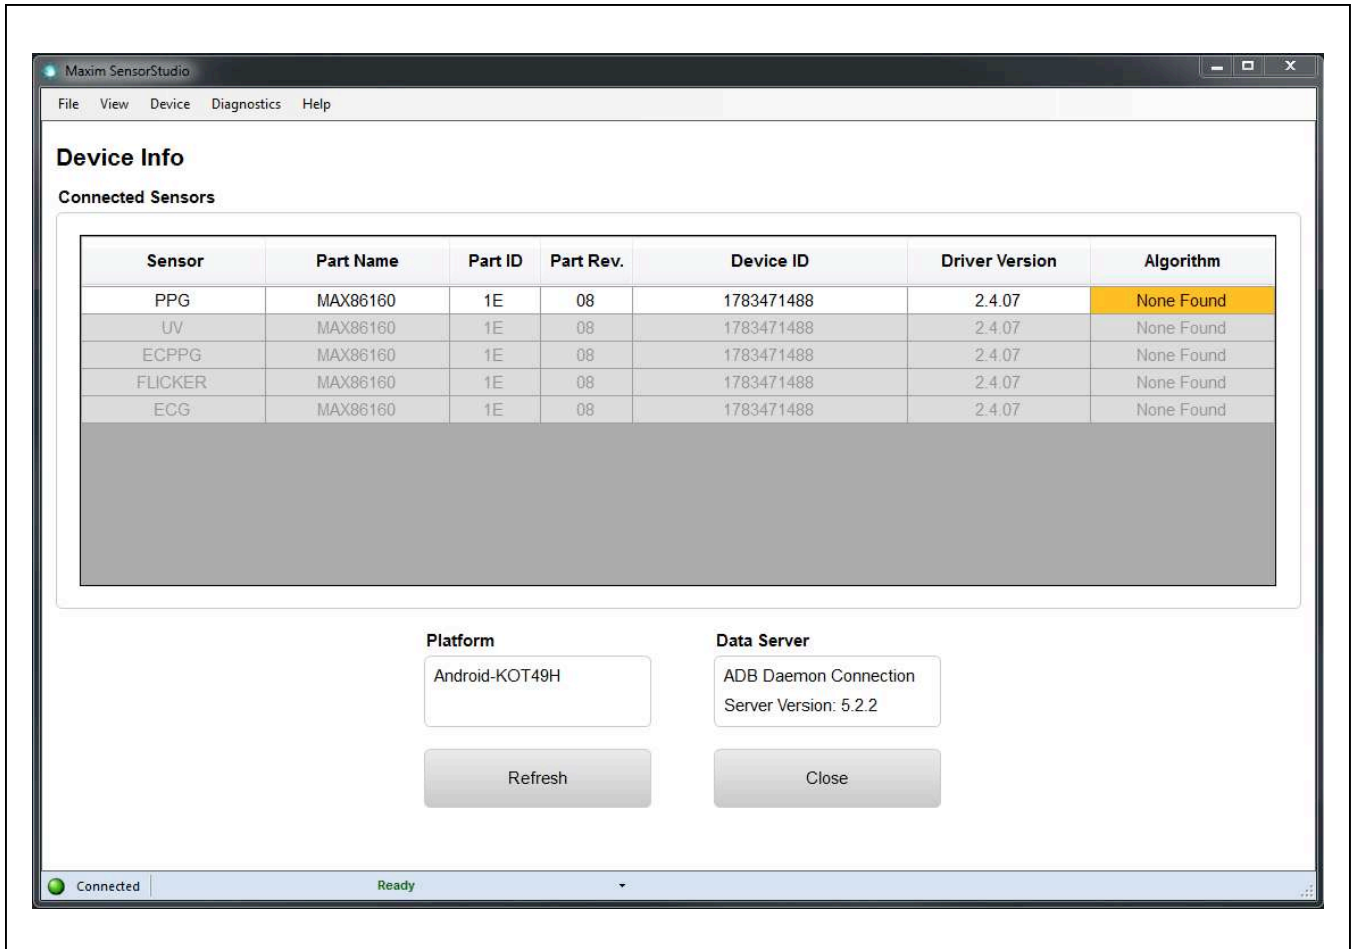 Maxim SensorStudio
File View Device Diagnostics Help
Device Info
Connected Sensors
Sensor Part Name Part ID Part Rev. Device ID Driver Version Algorithm
PPG MAX86160 1E 08 1783471488 2.4.07 None Found
UV MAX86160 1E 08 1783471488 2.4.07 None Found
ECPPG MAX86160 1E 08 1783471488 2.4.07 None Found
FLICKER MAX86160 1E 08 1783471488 2.4.07 None Found
ECG MAX86160 1E 08 1783471488 2.4.07 None Found
Platform Data Server
Android-KOT49H ADB Daemon Connection
Server Version: 5.2.2
Refresh Close
Connected Ready